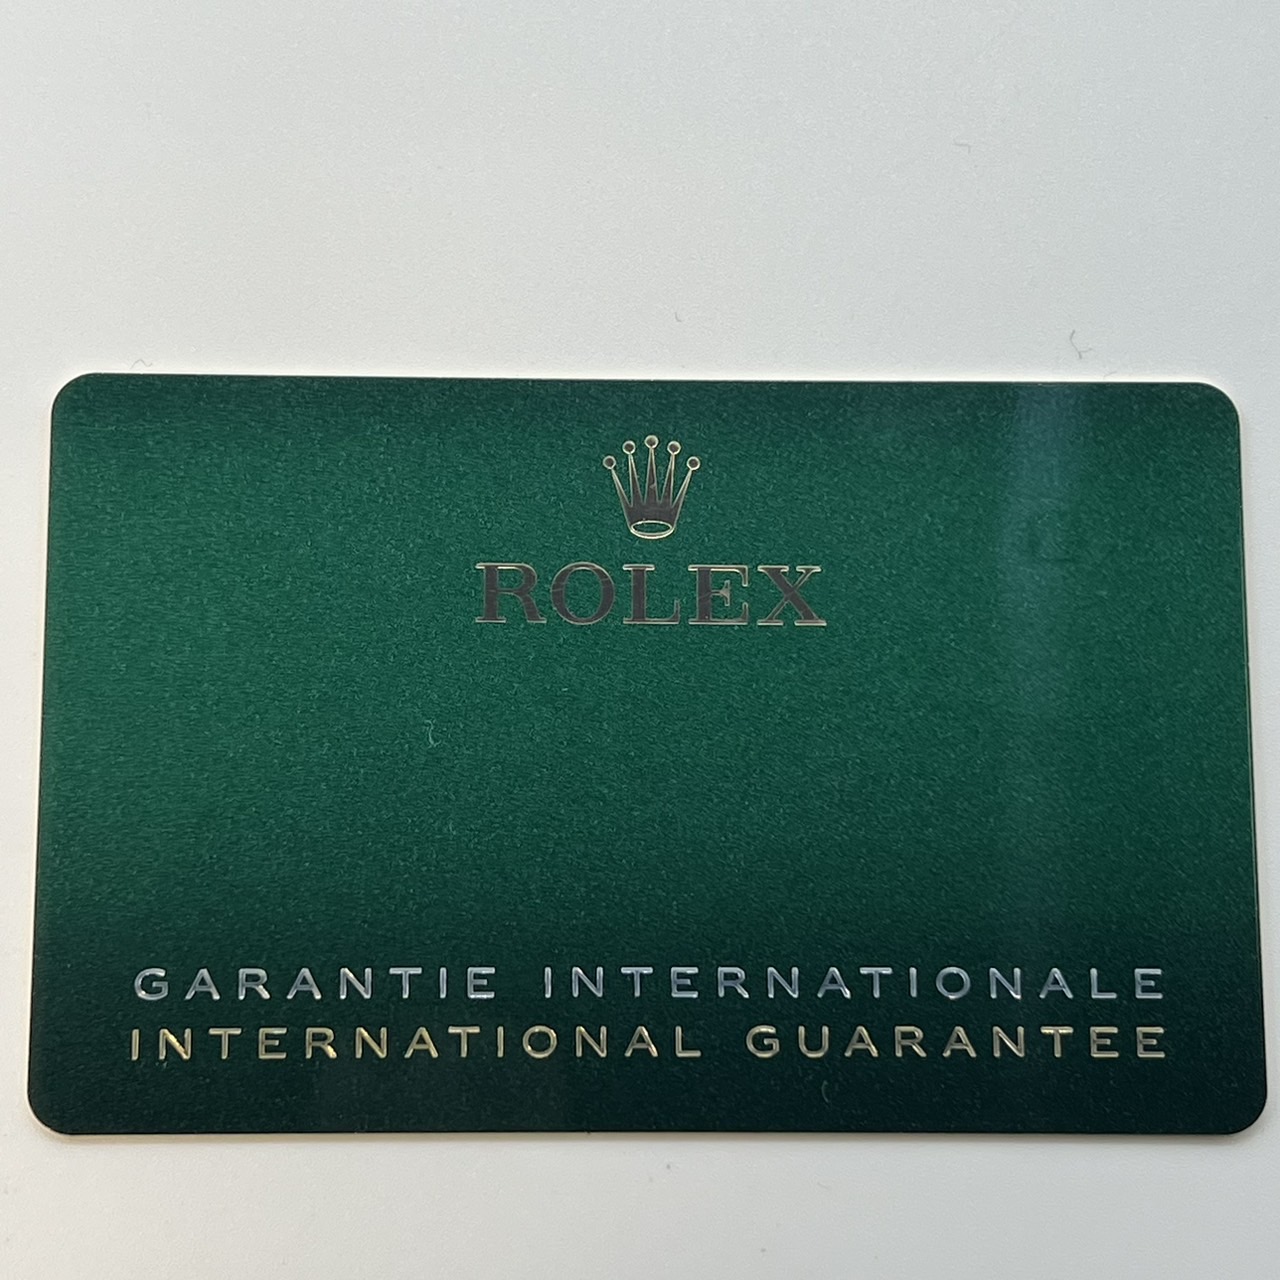 ROLEX
GARANTIE INTERNATIONALE
INTERNATIONAL GUARANTEE